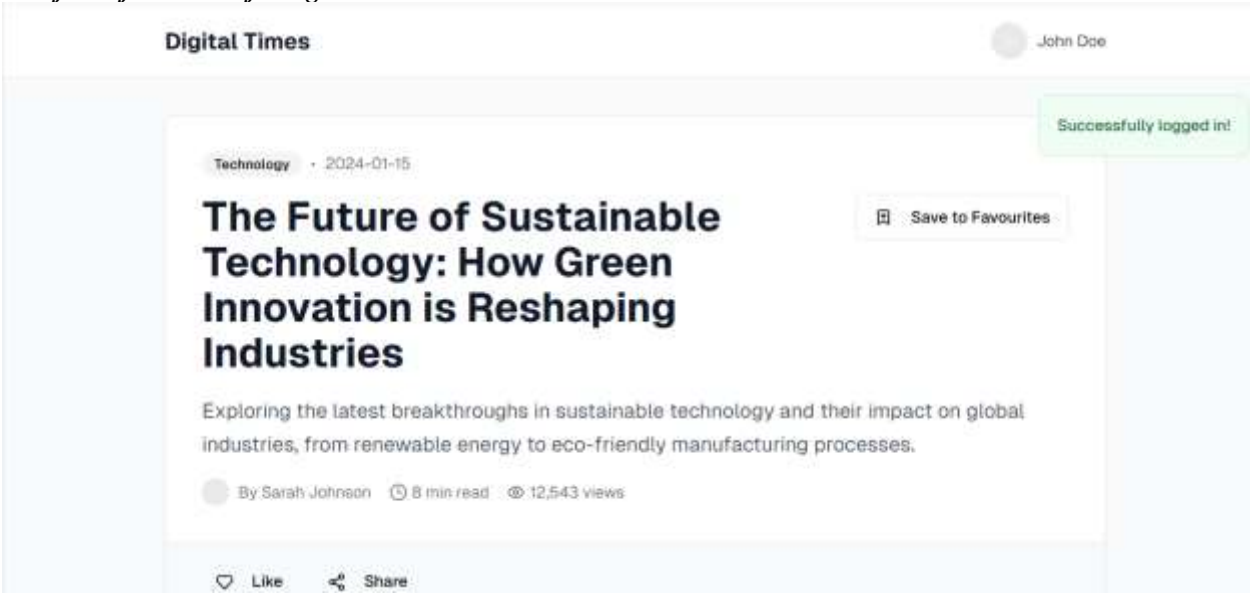 Digital Times
John Doe
Successfully logged in!
Technology • 2024-01-15
The Future of Sustainable
Technology: How Green
Innovation is Reshaping
Industries
Save to Favourites
Exploring the latest breakthroughs in sustainable technology and their impact on global
industries, from renewable energy to eco-friendly manufacturing processes.
By Sarah Johnson 8 min read 12,543 views
Like Share